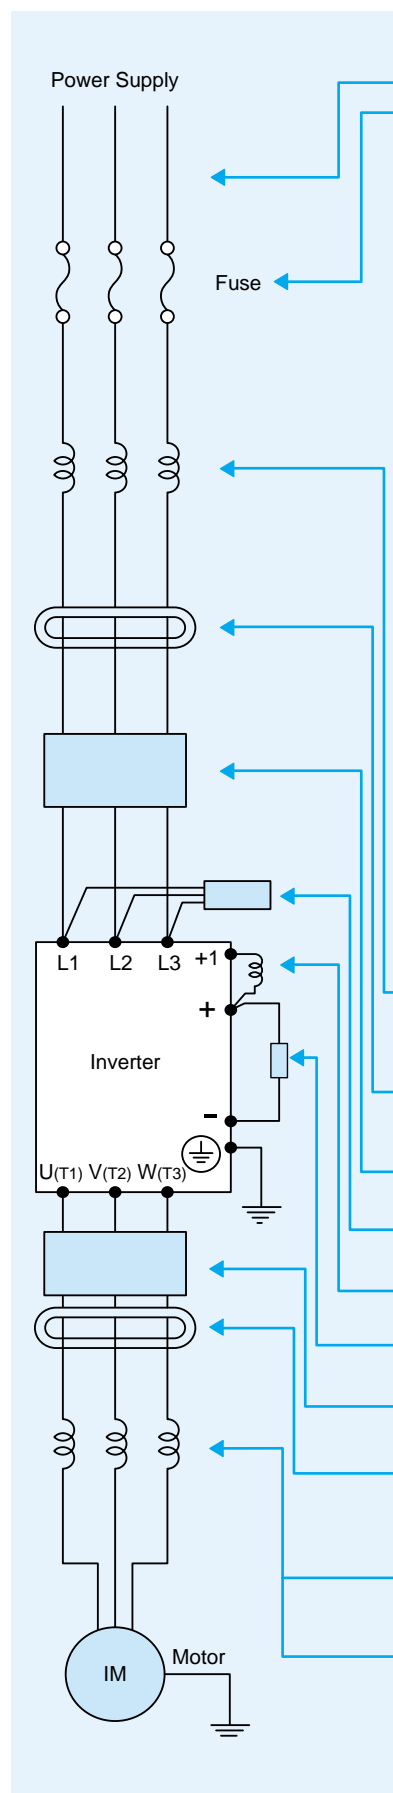 Power Supply
Fuse
L1 L2 L3 +1
+
Inverter
-
U(T1) V(T2) W(T3)
Motor
IM